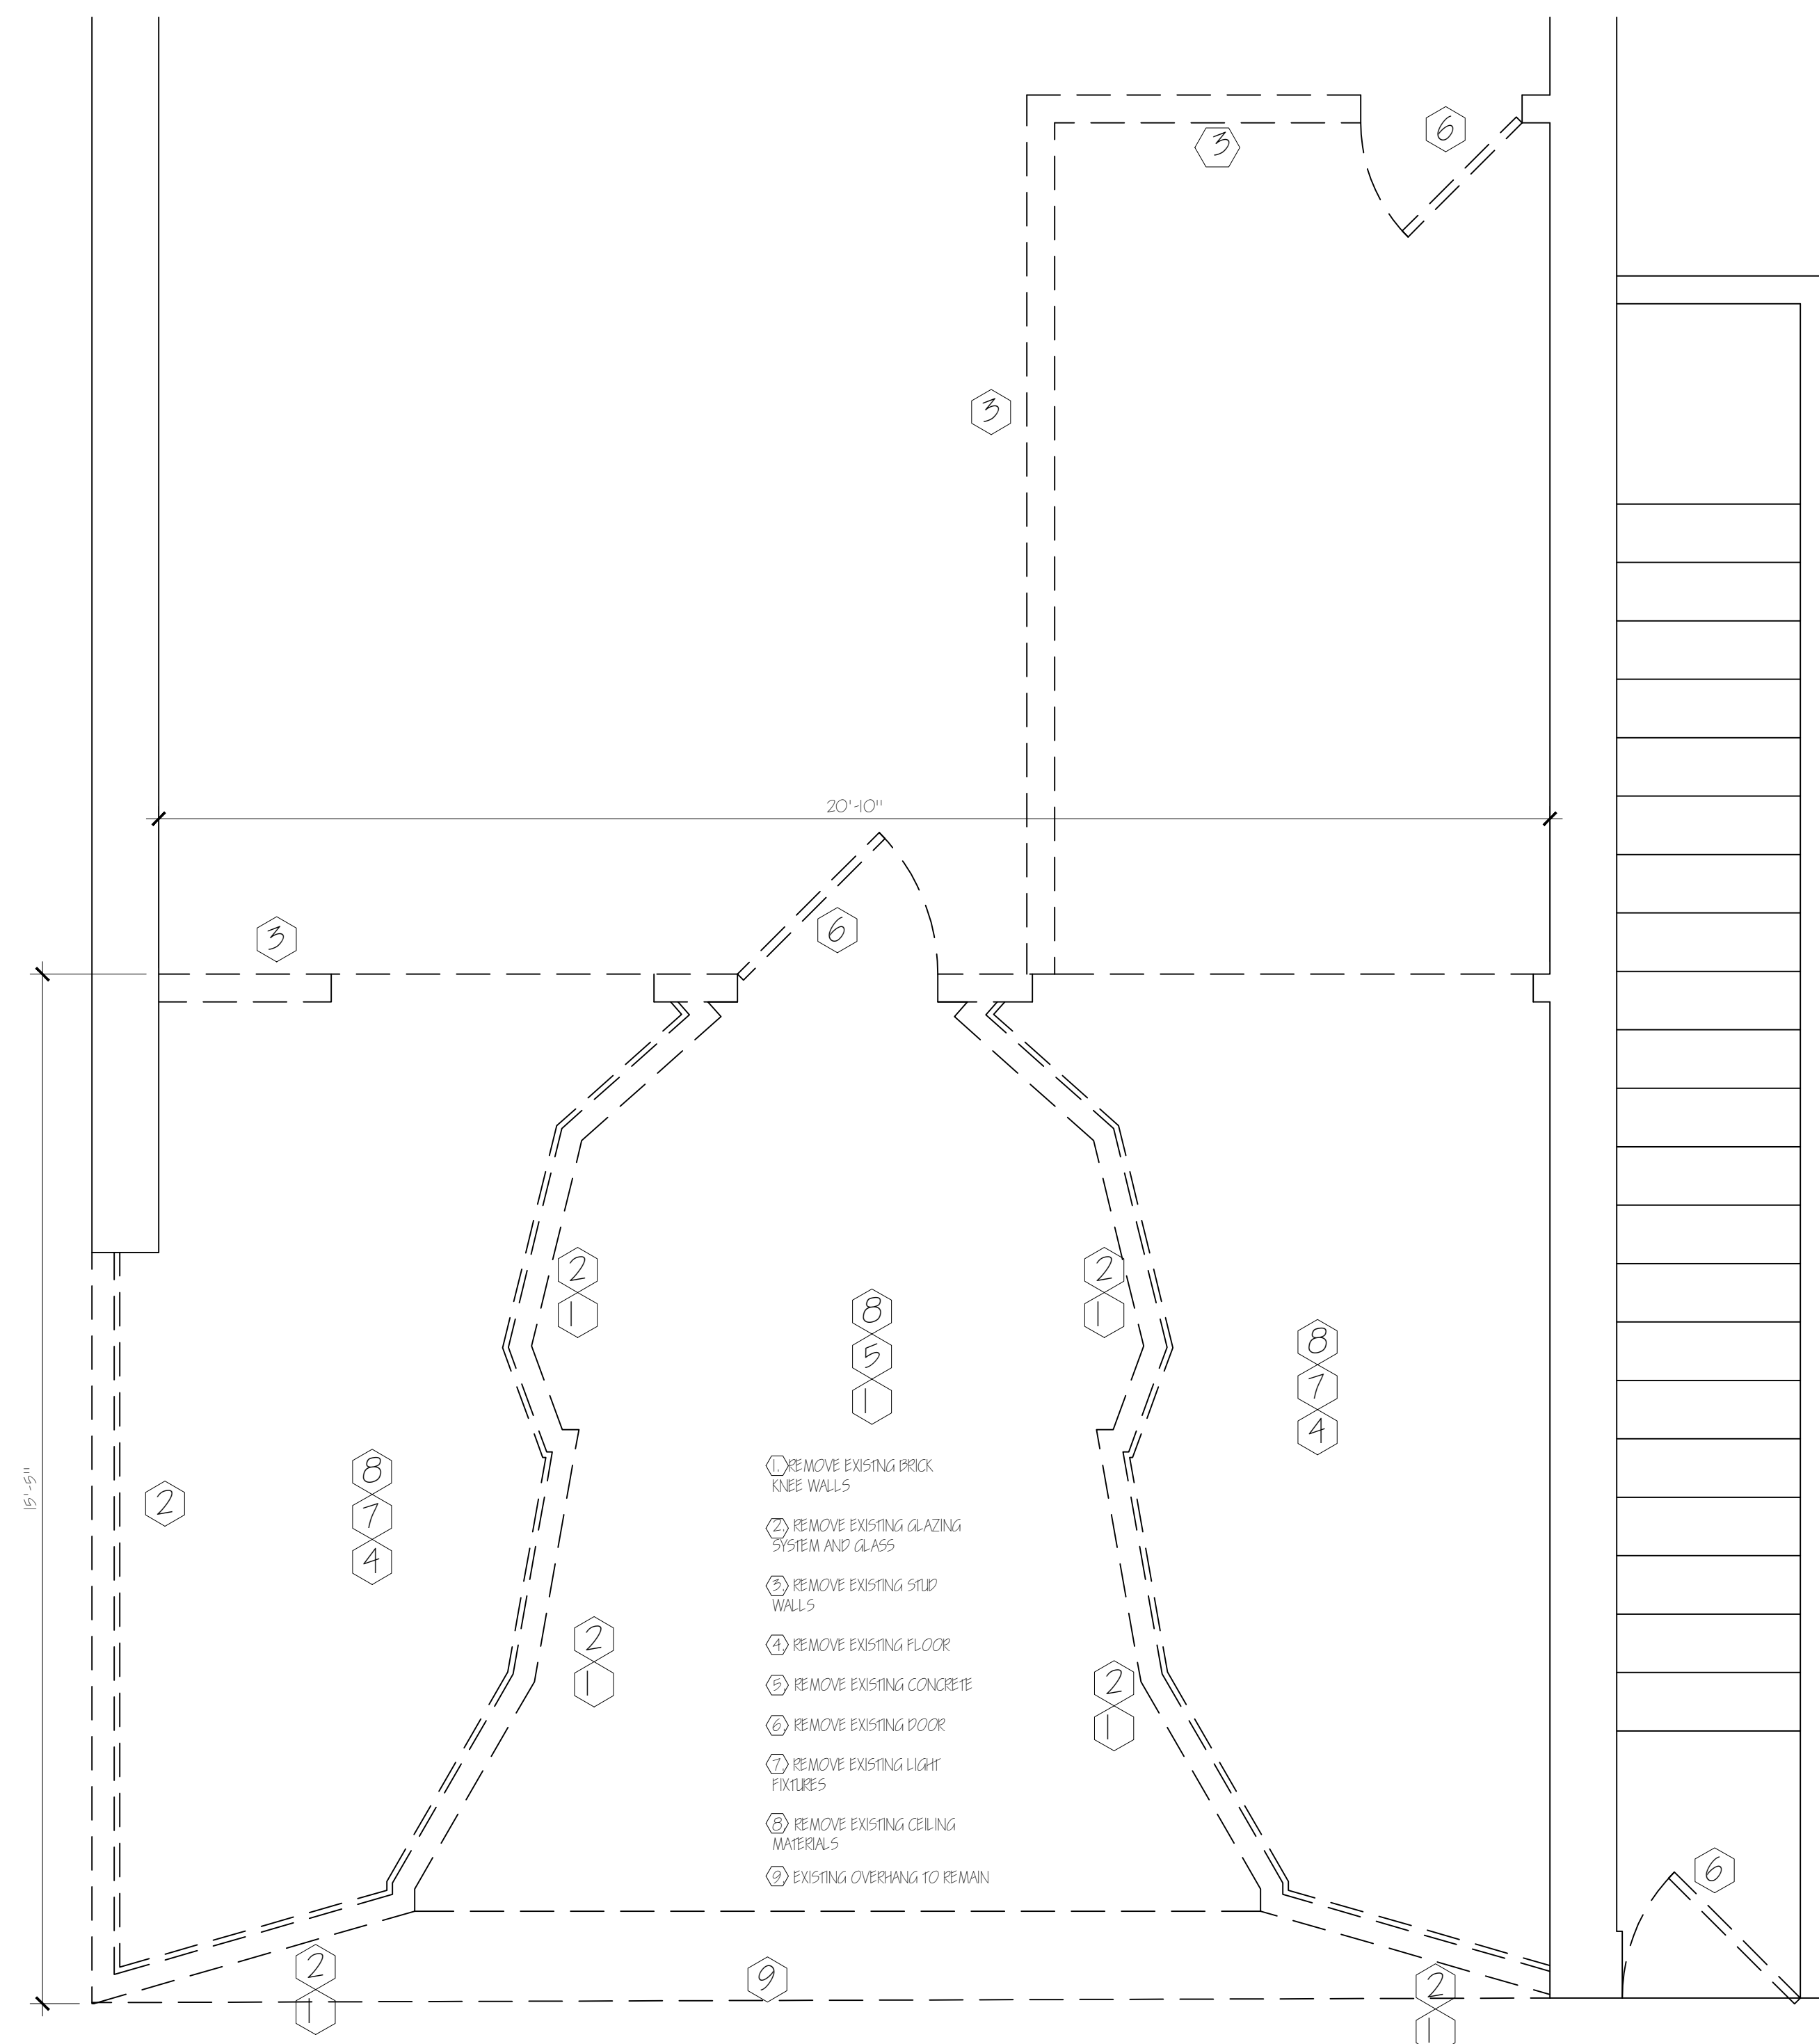 6
3
3
20'-10"
6
3
2
1
2
1
8
5
1
8
7
4
8
7
4
2
15'-5"
1. REMOVE EXISTNG BRICK
KNEE WALLS
2. REMOVE EXISTING GLAZING
SYSTEM AND GLASS
3. REMOVE EXISTING STUD
WALLS
4. REMOVE EXISTING FLOOR
5. REMOVE EXISTING CONCRETE
6. REMOVE EXISTING DOOR
7. REMOVE EXISTING LIGHT
FIXTURES
8. REMOVE EXISTING CEILING
MATERIALS
9. EXISTING OVERHANG TO REMAIN
2
1
2
1
6
2
1
9
2
1